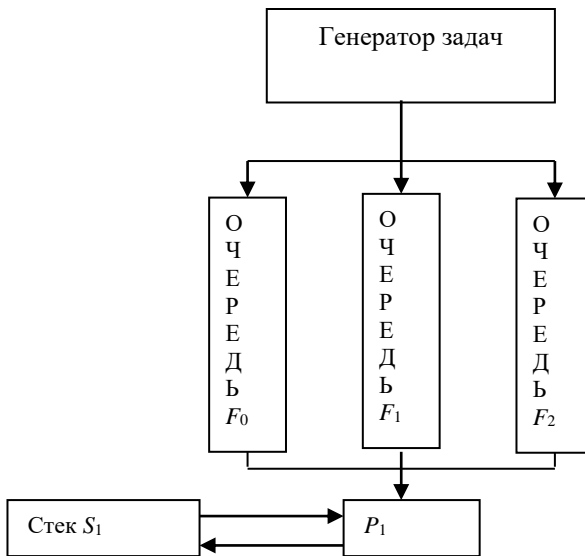 Генератор задач
О
Ч
Е
Р
Е
Д
Ь
F0
О
Ч
Е
Р
Е
Д
Ь
F1
О
Ч
Е
Р
Е
Д
Ь
F2
Стек S1
P1